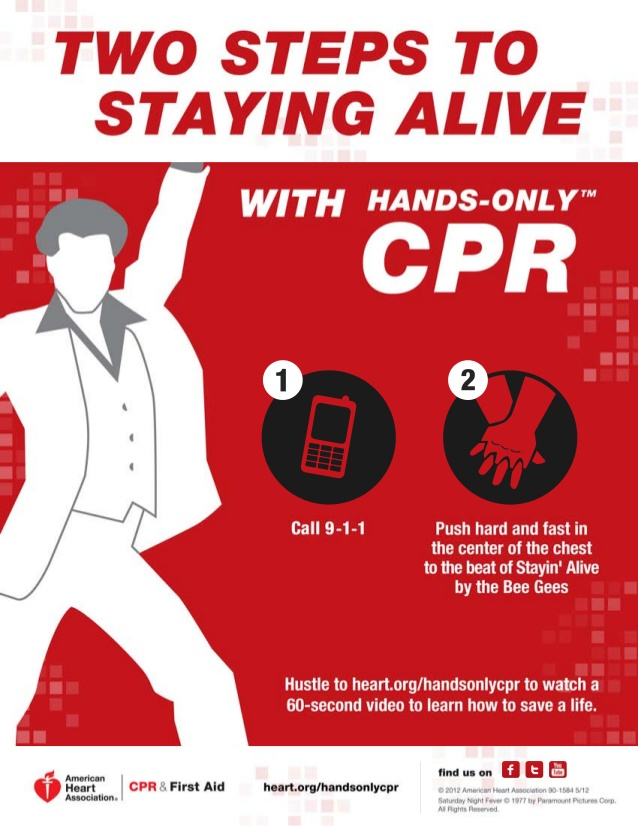 TWO STEPS TO
STAYING ALIVE
WITH HANDS-ONLY™
CPR
1
2
Call 9-1-1
Push hard and fast in
the center of the chest
to the beat of Stayin' Alive
by the Bee Gees
Hustle to heart.org/handsonlycpr to watch a
60-second video to learn how to save a life.
American
Heart
Association®
CPR & First Aid
heart.org/handsonlycpr
find us on
f
t
You
Tube
© 2012 American Heart Association 90-1584 5/12
Saturday Night Fever © 1977 by Paramount Pictures Corp.
All Rights Reserved.